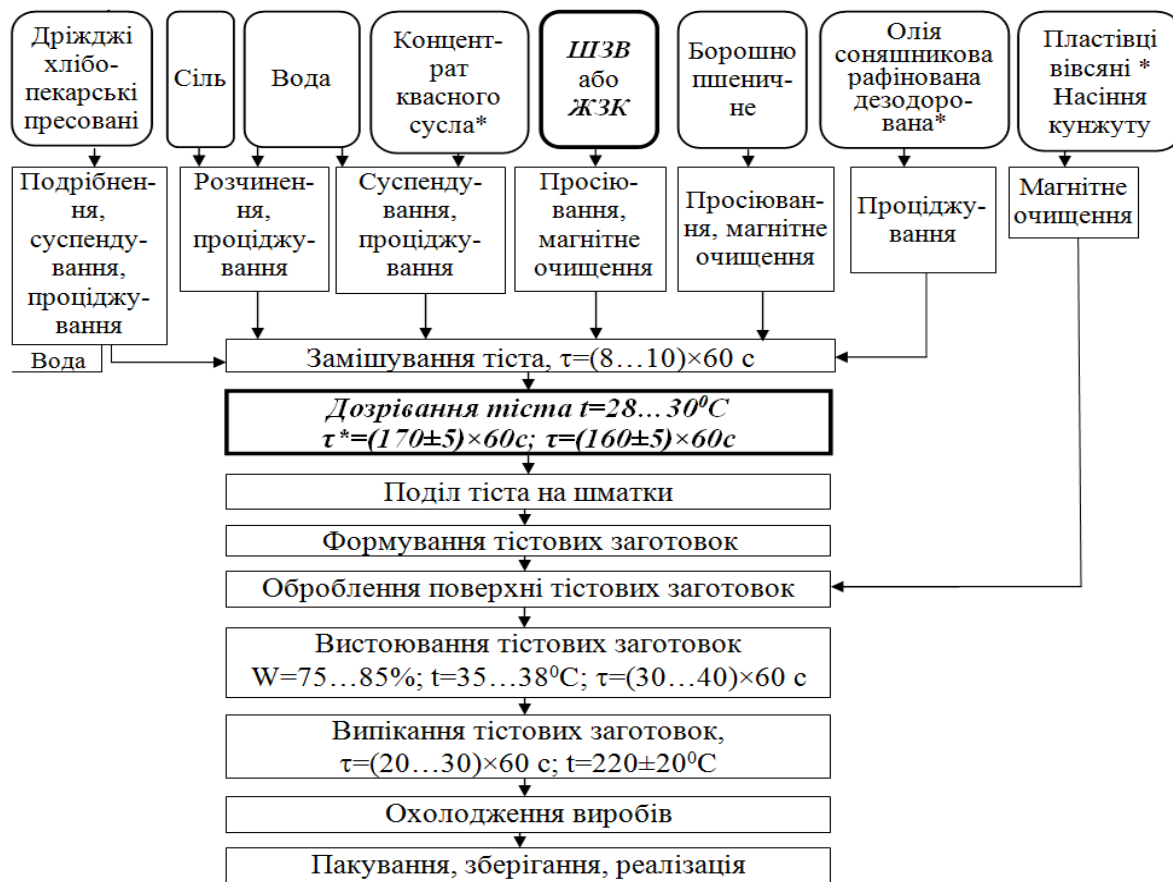 Дріжджі
хлібо-
пекарські
пресовані
Сіль
Вода
Концент-
рат
квасного
сусла*
ШЗВ
або
ЖЗК
Борошно
пшенич-
не
Олія
соняшникова
рафінована
дезодоро-
вана*
Пластівці
вівсяні *
Насіння
кунжуту
Подрібнен-
ня,
суспенду-
вання,
проціджу-
вання
Розчинен-
ня,
проціджу-
вання
Суспенду-
вання,
проціджу-
вання
Просію-
вання,
магнітне
очищення
Просіюван-
ня, магнітне
очищення
Проціджу-
вання
Магнітне
очищення
Вода
Замішування тіста, τ=(8…10)×60 с
Дозрівання тіста t=28…30⁰С
τ*=(170±5)×60с; τ=(160±5)×60с
Поділ тіста на шматки
Формування тістових заготовок
Оброблення поверхні тістових заготовок
Вистоювання тістових заготовок
W=75…85%; t=35…38⁰С; τ=(30…40)×60 с
Випікання тістових заготовок,
τ=(20…30)×60 с; t=220±20⁰С
Охолодження виробів
Пакування, зберігання, реалізація